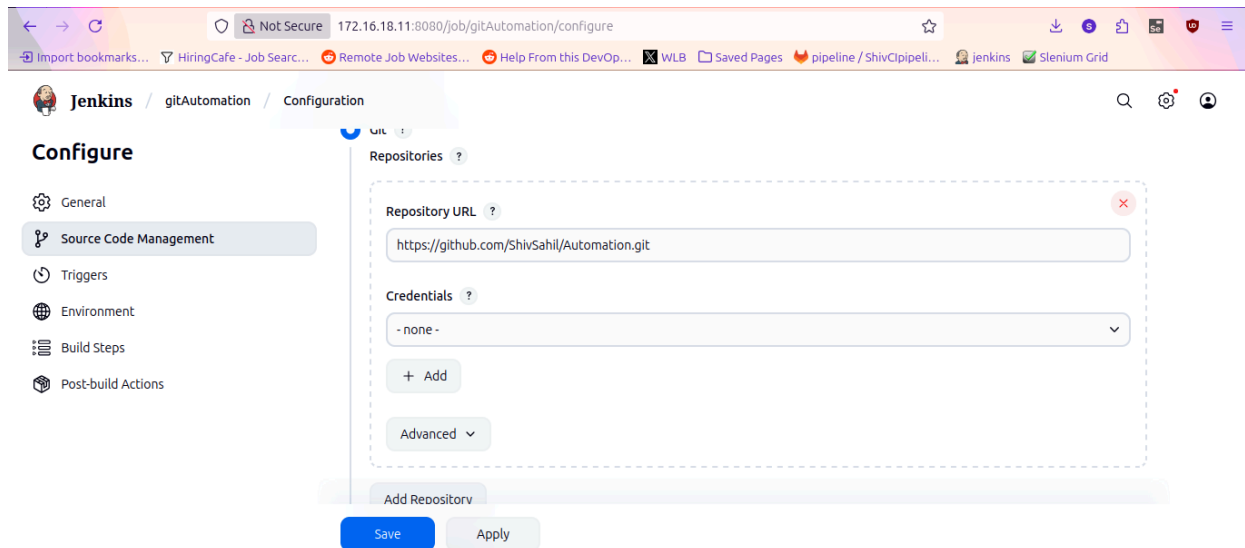 Not Secure 172.16.18.11:8080/job/gitAutomation/configure S Se
Import bookmarks... HiringCafe - Job Searc... Remote Job Websites... Help From this DevOp... X WLB Saved Pages pipeline / ShivCIpipeli... jenkins Slenium Grid
Jenkins / gitAutomation / Configuration
Configure
General
Source Code Management
Triggers
Environment
Build Steps
Post-build Actions
Git ?
Repositories ?
Repository URL ?
https://github.com/ShivSahil/Automation.git
Credentials ?
- none -
+ Add
Advanced
Add Repository
Save Apply